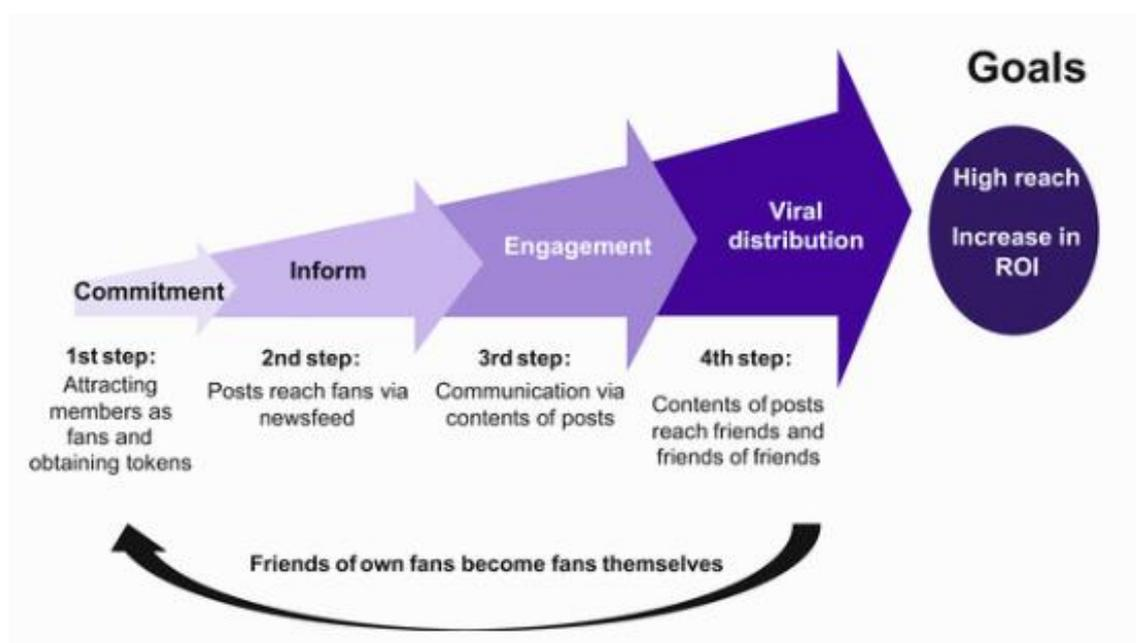 Goals
High reach
Increase in
ROI
Viral
distribution
Engagement
Inform
Commitment
1st step:
Attracting
members as
fans and
obtaining tokens
2nd step:
Posts reach fans via
newsfeed
3rd step:
Communication via
contents of posts
4th step:
Contents of posts
reach friends and
friends of friends
Friends of own fans become fans themselves